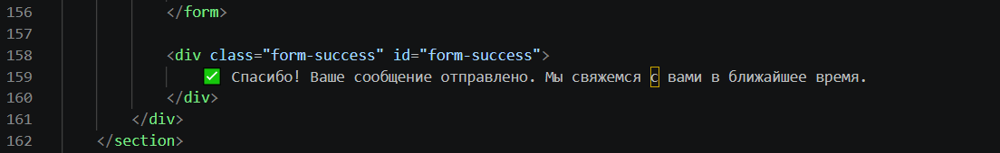 156 </form>
157
158 <div class="form-success" id="form-success">
159 ✅ Спасибо! Ваше сообщение отправлено. Мы свяжемся с вами в ближайшее время.
160 </div>
161 </div>
162 </section>